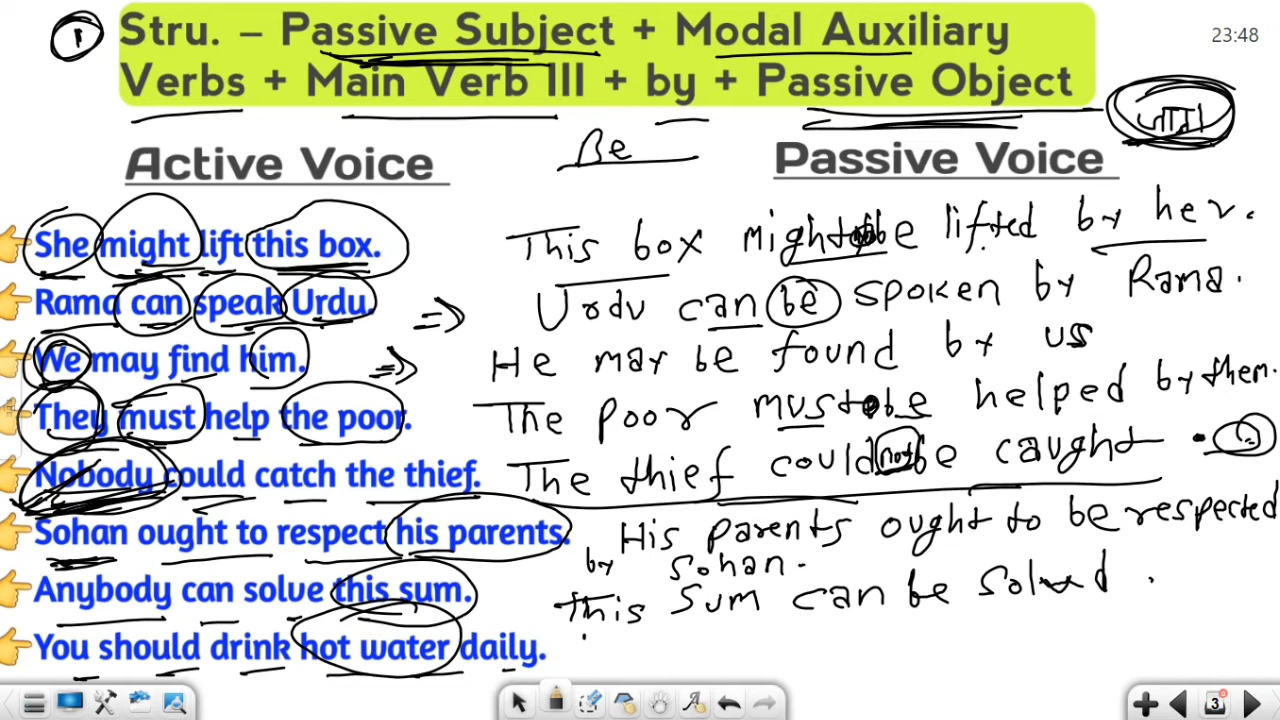 1 Stru. – Passive Subject + Modal Auxiliary
Verbs + Main Verb III + by + Passive Object
23:48
Be
Active Voice
Passive Voice
She might lift this box.
This box might be lifted by her.
Rama can speak Urdu.
=> Urdu can be spoken by Rama.
We may find him.
=> He may be found by us
They must help the poor.
The poor must be helped by them.
Nobody could catch the thief.
The thief could not be caught.
Sohan ought to respect his parents.
His parents ought to be respected
by Sohan.
Anybody can solve this sum.
This sum can be solved.
You should drink hot water daily.
3